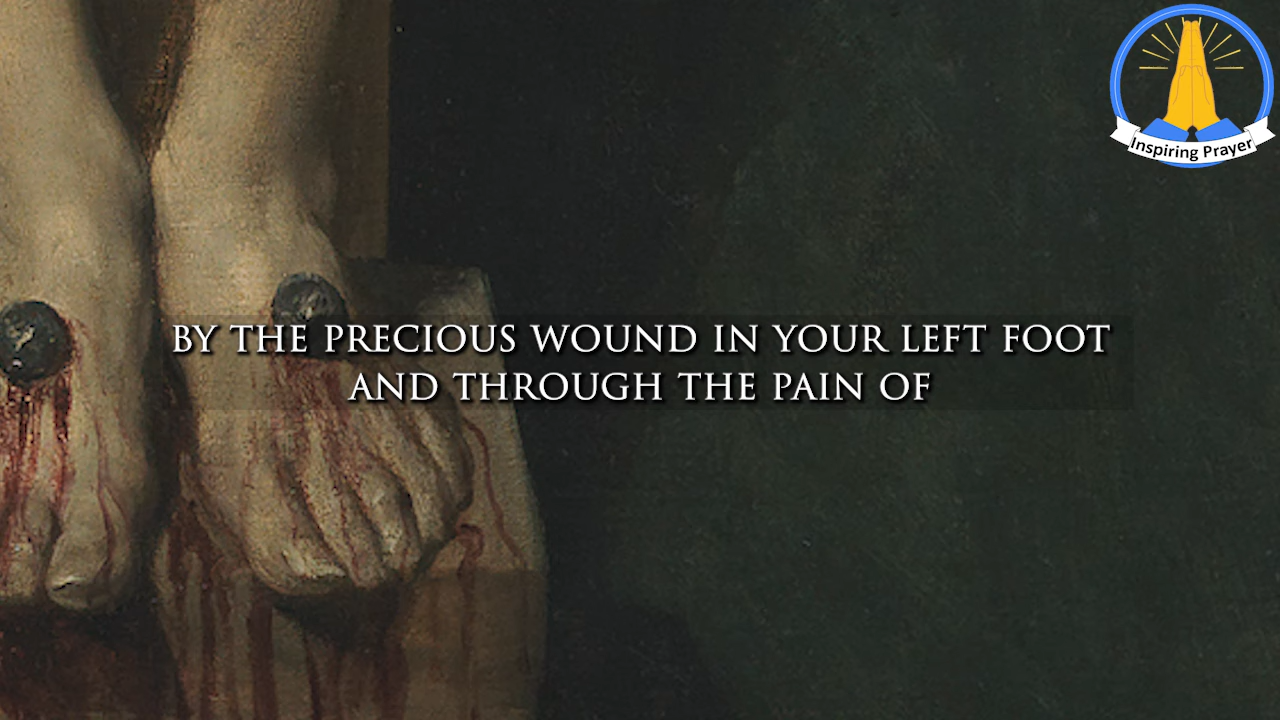 Inspiring Prayer
BY THE PRECIOUS WOUND IN YOUR LEFT FOOT
AND THROUGH THE PAIN OF